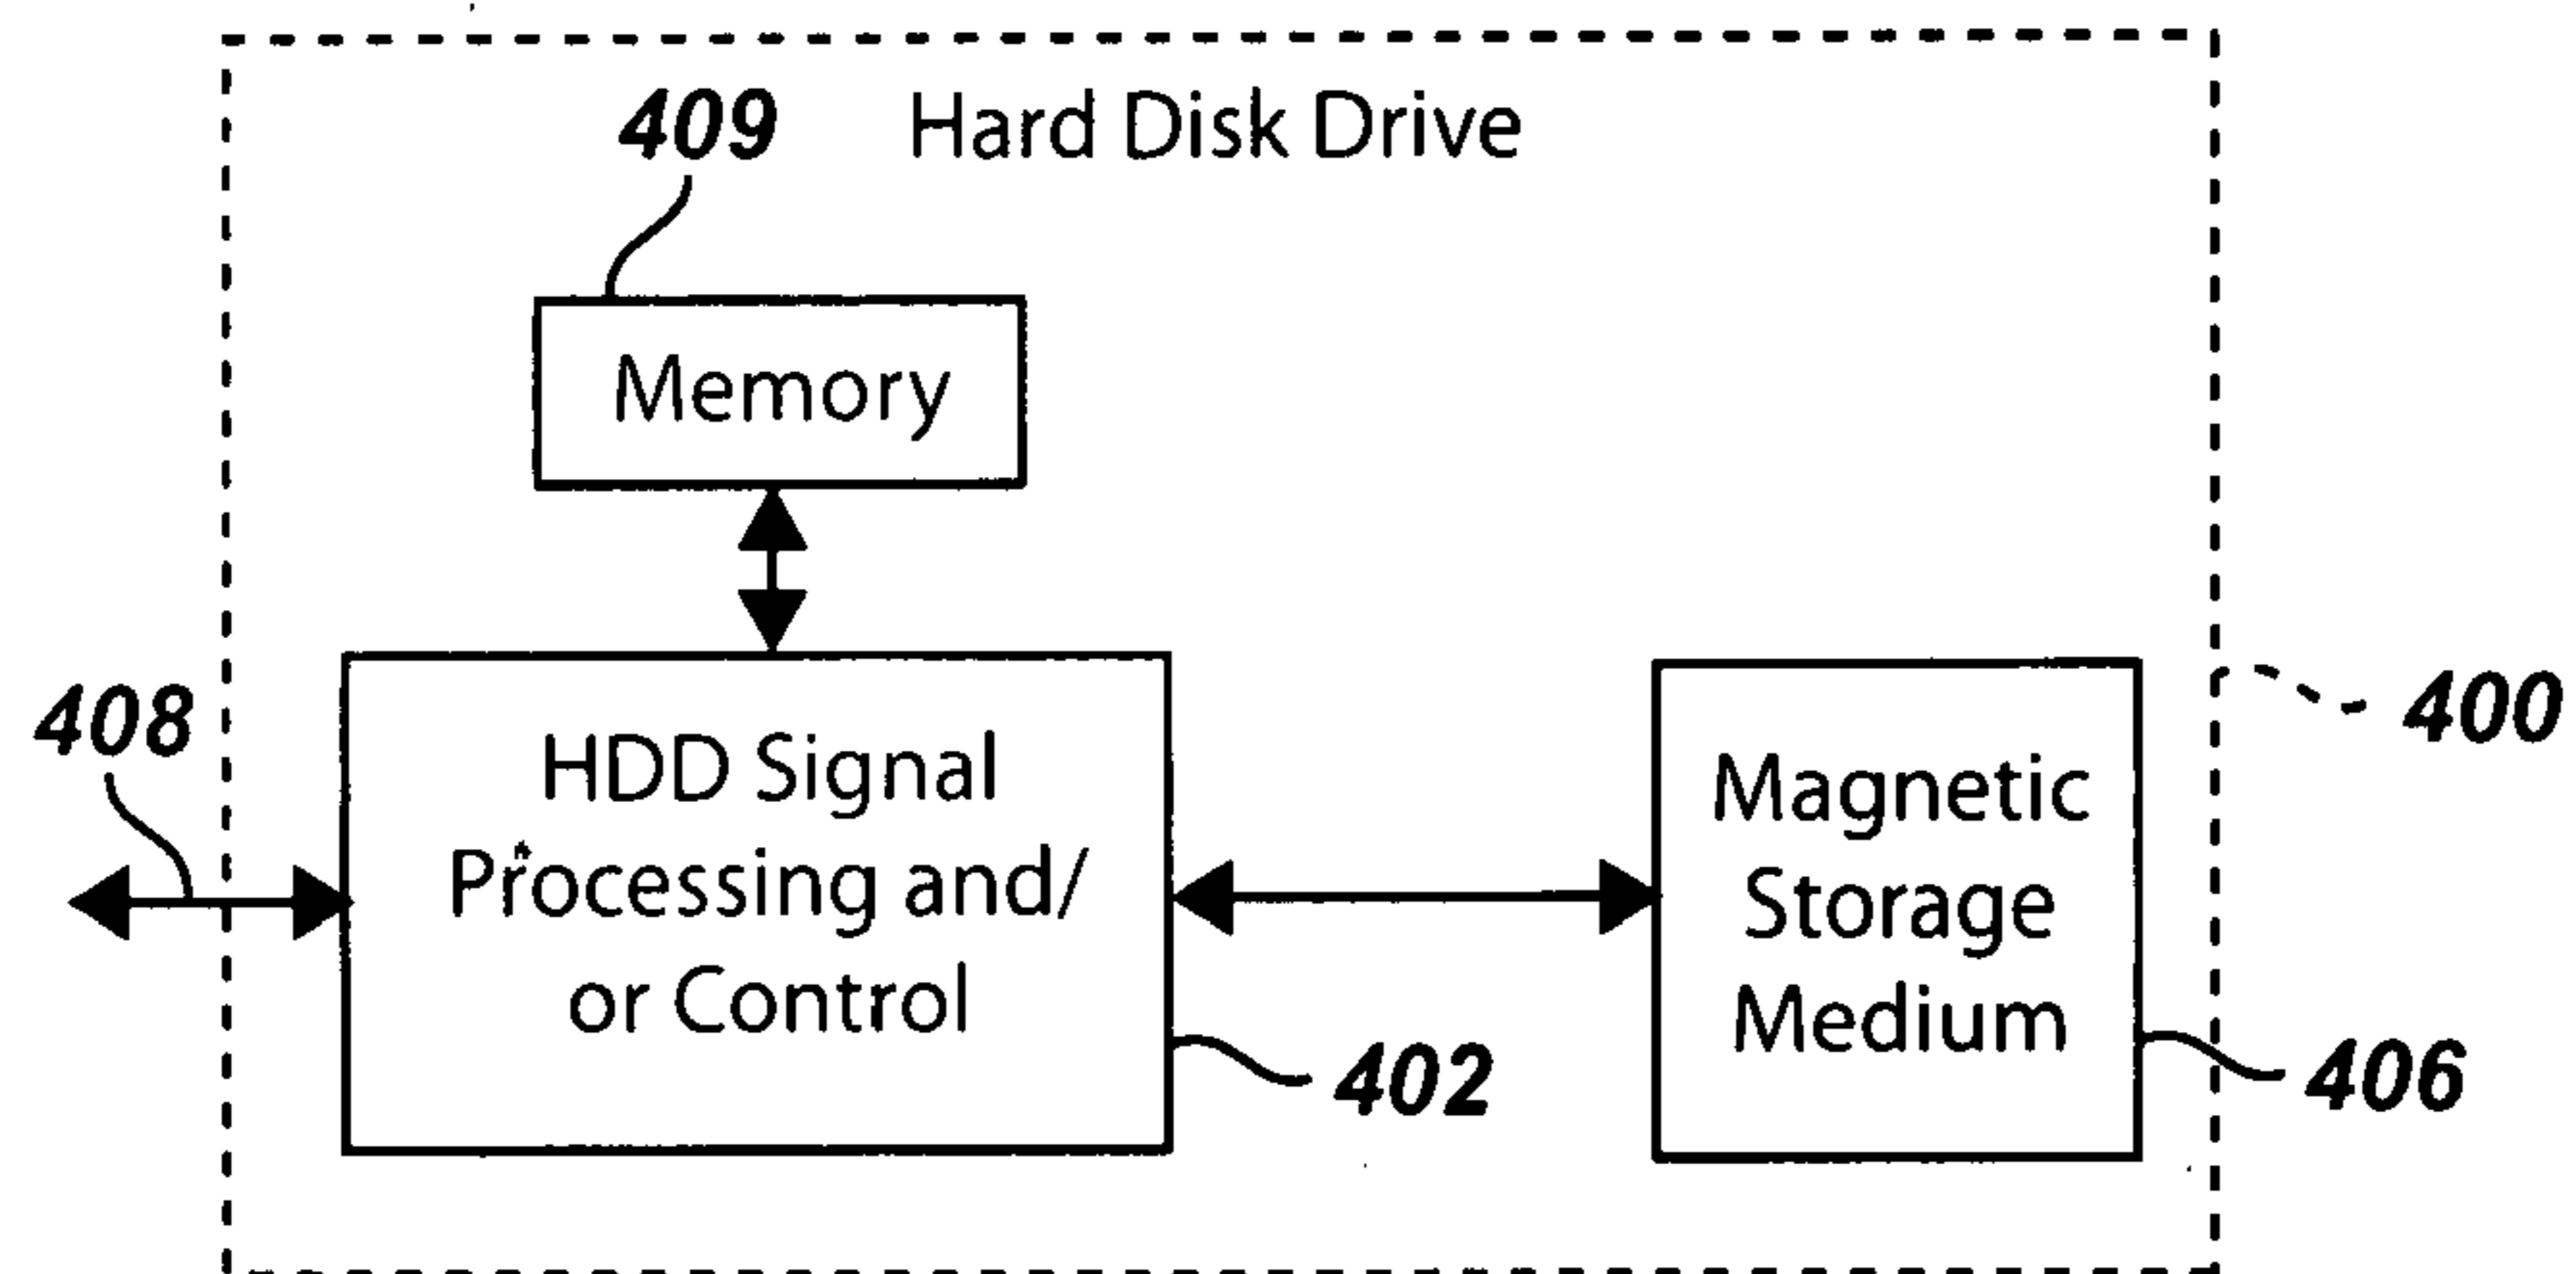 409 Hard Disk Drive
Memory
408
HDD Signal
Processing and/
or Control
402
Magnetic
Storage
Medium
400
406